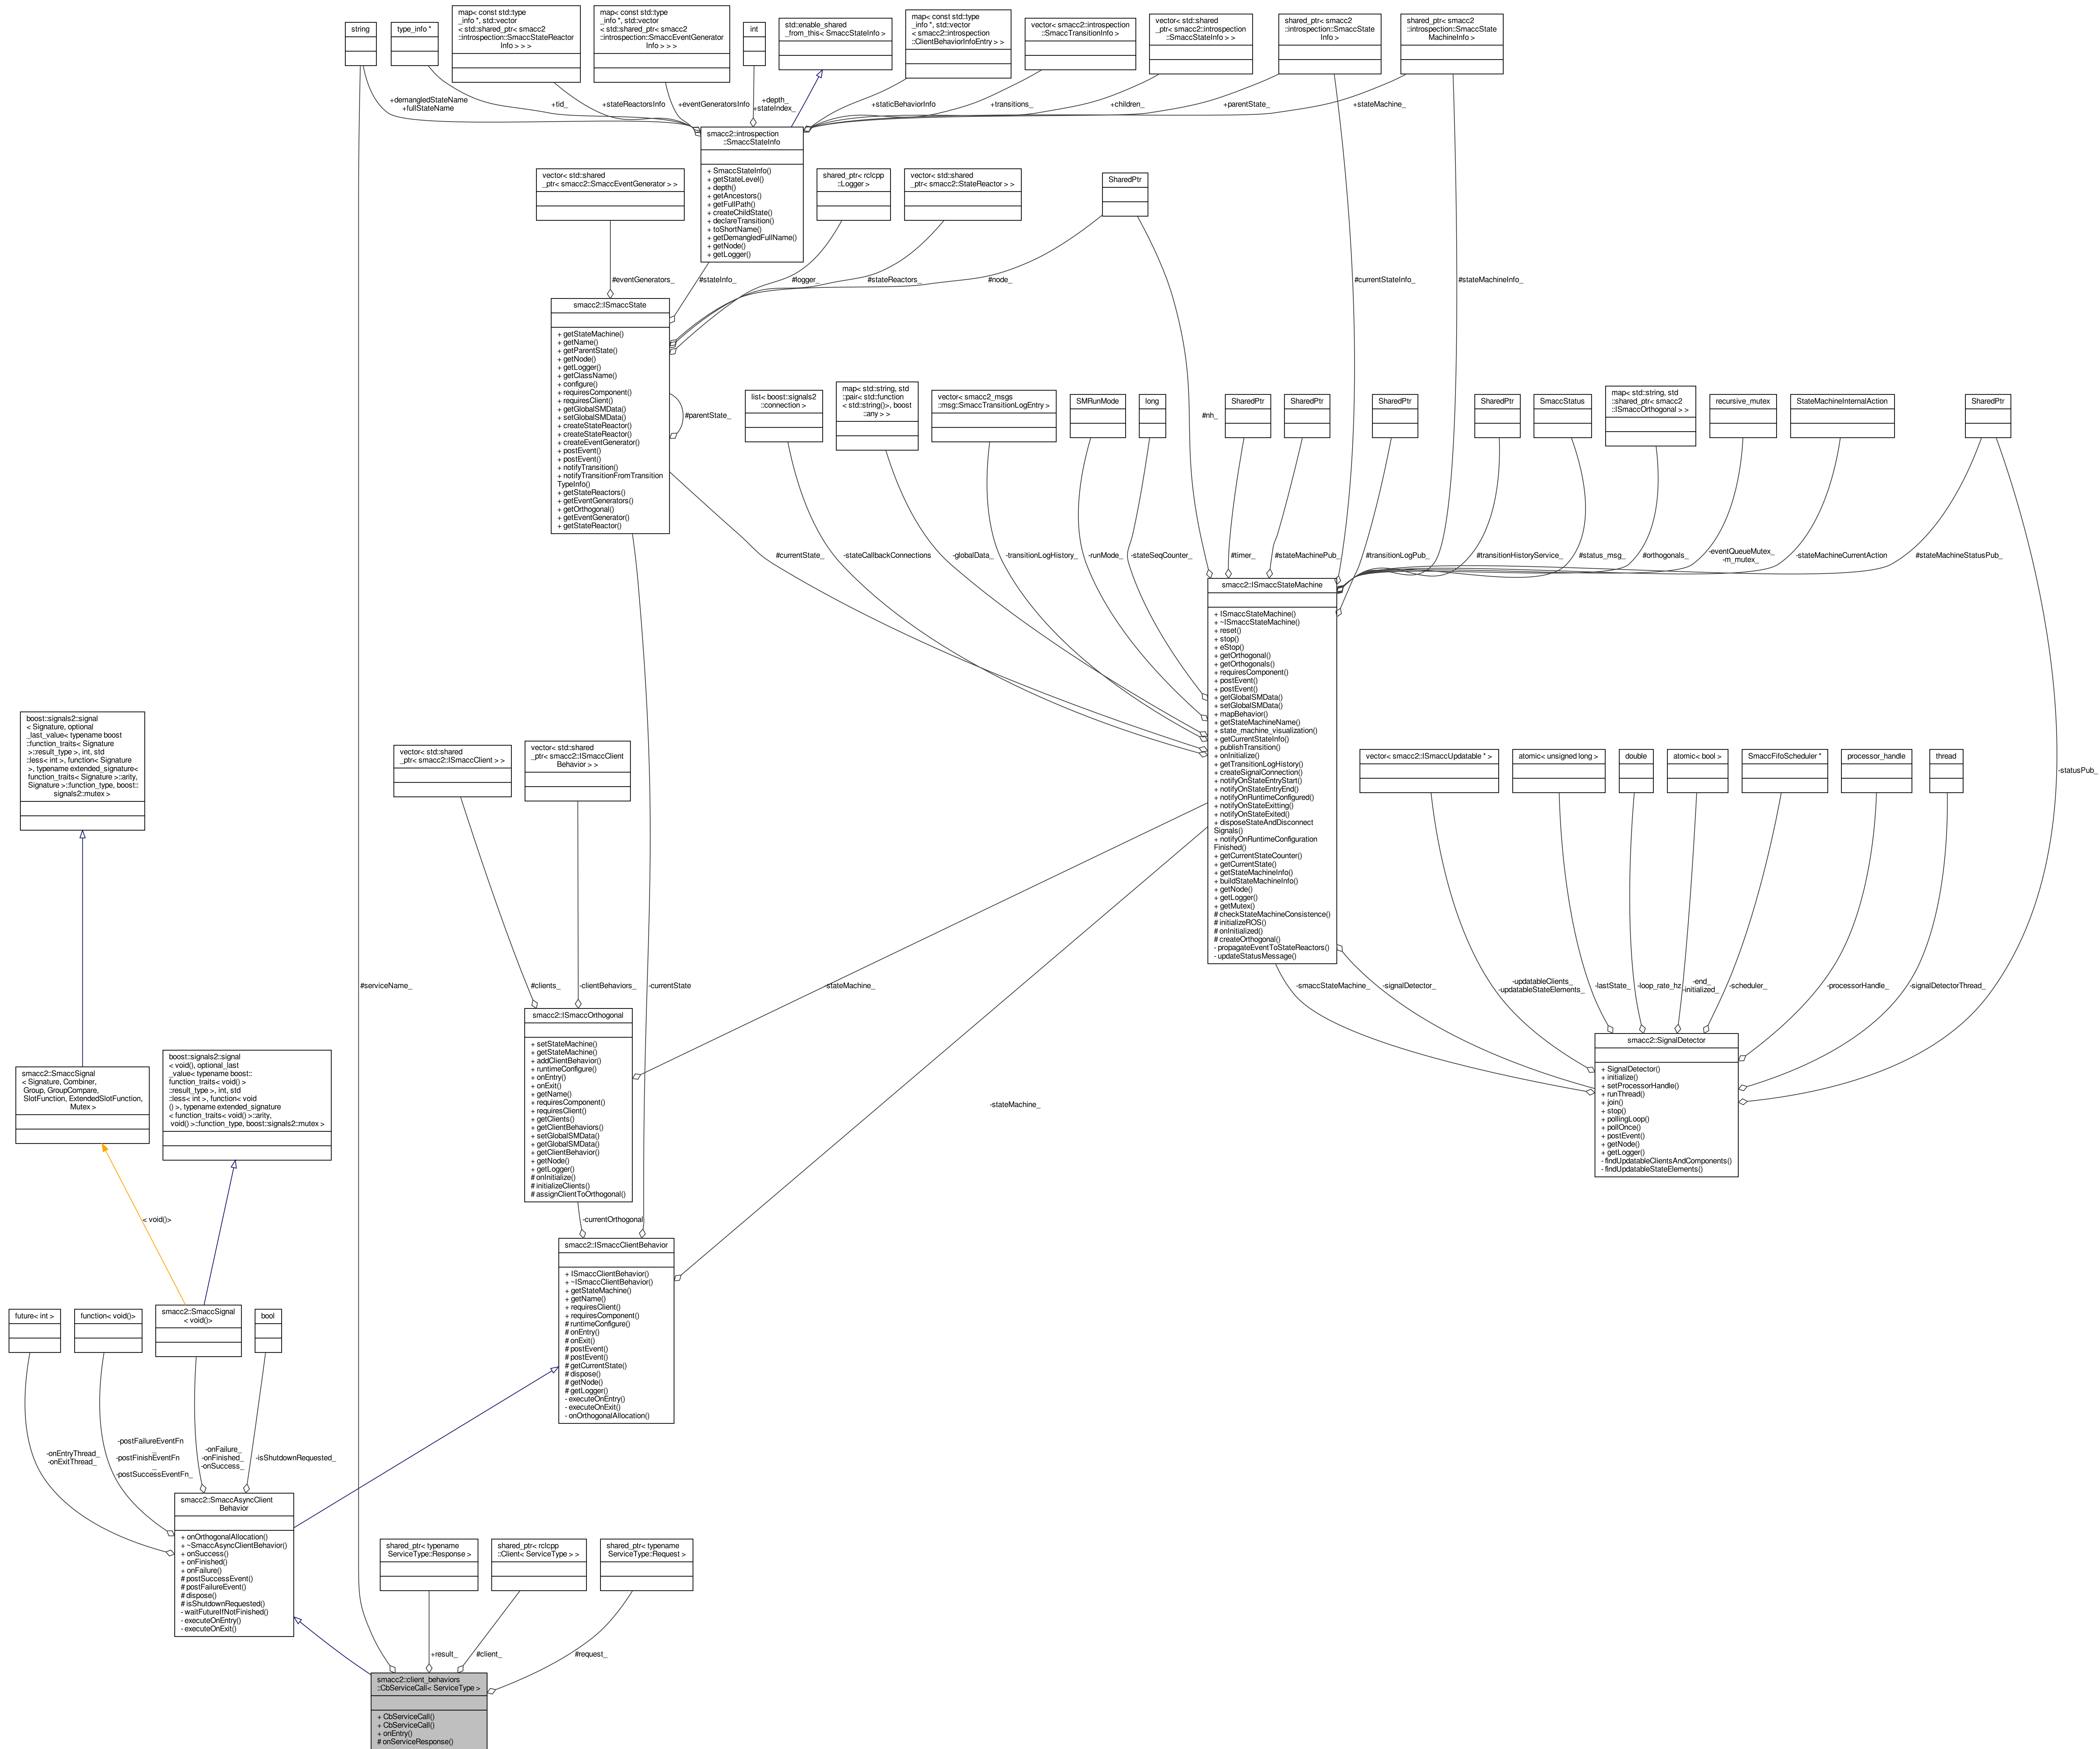 string
type_info *
map< const std::type
_info *, std::vector
< std::shared_ptr< smacc2
::introspection::SmaccStateReactor
Info > > >
map< const std::type
_info *, std::vector
< std::shared_ptr< smacc2
::introspection::SmaccEventGenerator
Info > > >
int
std::enable_shared
_from_this< SmaccStateInfo >
map< const std::type
_info *, std::vector
< smacc2::introspection
::ClientBehaviorInfoEntry > >
vector< smacc2::introspection
::SmaccTransitionInfo >
vector< std::shared
_ptr< smacc2::introspection
::SmaccStateInfo > >
shared_ptr< smacc2
::introspection::SmaccState
Info >
shared_ptr< smacc2
::introspection::SmaccState
MachineInfo >
+demangledStateName
+fullStateName
+tid_
+stateReactorsInfo
+eventGeneratorsInfo
+depth_
+stateIndex_
+staticBehaviorInfo
+transitions_
+children_
+parentState_
+stateMachine_
smacc2::introspection
::SmaccStateInfo
+ SmaccStateInfo()
+ getStateLevel()
+ depth()
+ getAncestors()
+ getFullPath()
+ createChildState()
+ declareTransition()
+ toShortName()
+ getDemangledFullName()
+ getNode()
+ getLogger()
vector< std::shared
_ptr< smacc2::SmaccEventGenerator > >
shared_ptr< rclcpp
::Logger >
vector< std::shared
_ptr< smacc2::StateReactor > >
SharedPtr
#eventGenerators_
#stateInfo_
#logger_
#stateReactors_
#node_
#currentStateInfo_
#stateMachineInfo_
smacc2::ISmaccState
+ getStateMachine()
+ getName()
+ getParentState()
+ getNode()
+ getLogger()
+ getClassName()
+ configure()
+ requiresComponent()
+ requiresClient()
+ getGlobalSMData()
+ setGlobalSMData()
+ createStateReactor()
+ createStateReactor()
+ createEventGenerator()
+ postEvent()
+ postEvent()
+ notifyTransition()
+ notifyTransitionFromTransition
TypeInfo()
+ getStateReactors()
+ getEventGenerators()
+ getOrthogonal()
+ getEventGenerator()
+ getStateReactor()
#parentState_
list< boost::signals2
::connection >
map< std::string, std
::pair< std::function
< std::string()>, boost
::any > >
vector< smacc2_msgs
::msg::SmaccTransitionLogEntry >
SMRunMode
long
#nh_
SharedPtr
SharedPtr
SharedPtr
SharedPtr
SmaccStatus
map< std::string, std
::shared_ptr< smacc2
::ISmaccOrthogonal > >
recursive_mutex
StateMachineInternalAction
SharedPtr
#currentState_
-stateCallbackConnections
-globalData_
-transitionLogHistory_
-runMode_
-stateSeqCounter_
#timer_
#stateMachinePub_
#transitionLogPub_
#transitionHistoryService_
#status_msg_
#orthogonals_
-eventQueueMutex_
-m_mutex_
-stateMachineCurrentAction
#stateMachineStatusPub_
smacc2::ISmaccStateMachine
+ ISmaccStateMachine()
+ ~ISmaccStateMachine()
+ reset()
+ stop()
+ eStop()
+ getOrthogonal()
+ getOrthogonals()
+ requiresComponent()
+ postEvent()
+ postEvent()
+ getGlobalSMData()
+ setGlobalSMData()
+ mapBehavior()
+ getStateMachineName()
+ state_machine_visualization()
+ getCurrentStateInfo()
+ publishTransition()
+ onInitialize()
+ getTransitionLogHistory()
+ createSignalConnection()
+ notifyOnStateEntryStart()
+ notifyOnStateEntryEnd()
+ notifyOnRuntimeConfigured()
+ notifyOnStateExitting()
+ notifyOnStateExited()
+ disposeStateAndDisconnect
Signals()
+ notifyOnRuntimeConfiguration
Finished()
+ getCurrentStateCounter()
+ getCurrentState()
+ getStateMachineInfo()
+ buildStateMachineInfo()
+ getNode()
+ getLogger()
+ getMutex()
# checkStateMachineConsistence()
# initializeROS()
# onInitialized()
# createOrthogonal()
- propagateEventToStateReactors()
- updateStatusMessage()
boost::signals2::signal
< Signature, optional
_last_value< typename boost
::function_traits< Signature
>::result_type >, int, std
::less< int >, function< Signature
>, typename extended_signature<
function_traits< Signature >::arity,
Signature >::function_type, boost::
signals2::mutex >
vector< std::shared
_ptr< smacc2::ISmaccClient > >
vector< std::shared
_ptr< smacc2::ISmaccClient
Behavior > >
vector< smacc2::ISmaccUpdatable * >
atomic< unsigned long >
double
atomic< bool >
SmaccFifoScheduler *
processor_handle
thread
-statusPub_
#serviceName_
#clients_
-clientBehaviors_
-currentState
-stateMachine_
-smaccStateMachine_
-signalDetector_
-updatableClients_
-updatableStateElements_
-lastState_
-loop_rate_hz
-end_
-initialized_
-scheduler_
-processorHandle_
-signalDetectorThread_
smacc2::ISmaccOrthogonal
+ setStateMachine()
+ getStateMachine()
+ addClientBehavior()
+ runtimeConfigure()
+ onEntry()
+ onExit()
+ getName()
+ requiresComponent()
+ requiresClient()
+ getClients()
+ getClientBehaviors()
+ setGlobalSMData()
+ getGlobalSMData()
+ getClientBehavior()
+ getNode()
+ getLogger()
# onInitialize()
# initializeClients()
# assignClientToOrthogonal()
smacc2::SignalDetector
+ SignalDetector()
+ initialize()
+ setProcessorHandle()
+ runThread()
+ join()
+ stop()
+ pollingLoop()
+ pollOnce()
+ postEvent()
+ getNode()
+ getLogger()
- findUpdatableClientsAndComponents()
- findUpdatableStateElements()
smacc2::SmaccSignal
< Signature, Combiner,
Group, GroupCompare,
SlotFunction, ExtendedSlotFunction,
Mutex >
boost::signals2::signal
< void(), optional_last
_value< typename boost::
function_traits< void() >
::result_type >, int, std
::less< int >, function< void
() >, typename extended_signature
< function_traits< void() >::arity,
void() >::function_type, boost::signals2::mutex >
-stateMachine_
< void()>
-currentOrthogonal
smacc2::ISmaccClientBehavior
+ ISmaccClientBehavior()
+ ~ISmaccClientBehavior()
+ getStateMachine()
+ getName()
+ requiresClient()
+ requiresComponent()
# runtimeConfigure()
# onEntry()
# onExit()
# postEvent()
# postEvent()
# getCurrentState()
# dispose()
# getNode()
# getLogger()
- executeOnEntry()
- executeOnExit()
- onOrthogonalAllocation()
future< int >
function< void()>
smacc2::SmaccSignal
< void()>
bool
-onEntryThread_
-onExitThread_
-postFailureEventFn
_
-postFinishEventFn
_
-postSuccessEventFn_
-onFailure_
-onFinished_
-onSuccess_
-isShutdownRequested_
smacc2::SmaccAsyncClient
Behavior
+ onOrthogonalAllocation()
+ ~SmaccAsyncClientBehavior()
+ onSuccess()
+ onFinished()
+ onFailure()
# postSuccessEvent()
# postFailureEvent()
# dispose()
# isShutdownRequested()
- waitFutureIfNotFinished()
- executeOnEntry()
- executeOnExit()
shared_ptr< typename
ServiceType::Response >
shared_ptr< rclcpp
::Client< ServiceType > >
shared_ptr< typename
ServiceType::Request >
+result_
#client_
#request_
smacc2::client_behaviors
::CbServiceCall< ServiceType >
+ CbServiceCall()
+ CbServiceCall()
+ onEntry()
# onServiceResponse()